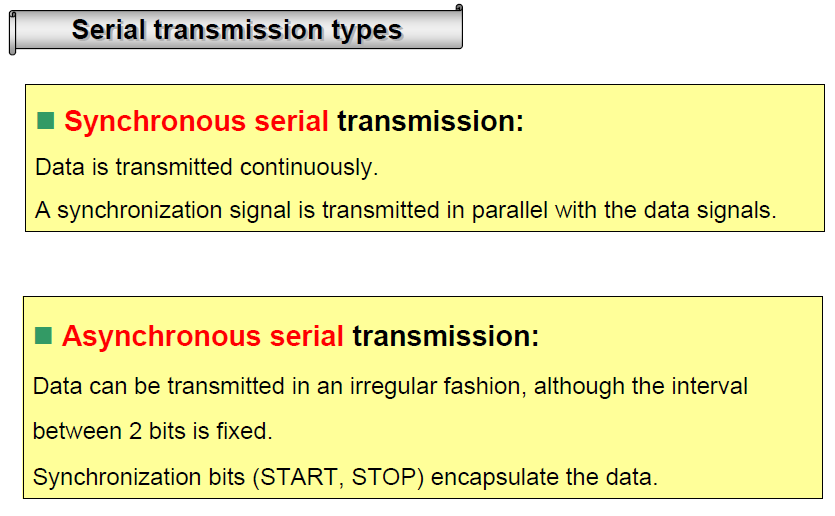 Serial transmission types
Synchronous serial transmission:
Data is transmitted continuously.
A synchronization signal is transmitted in parallel with the data signals.
Asynchronous serial transmission:
Data can be transmitted in an irregular fashion, although the interval
between 2 bits is fixed.
Synchronization bits (START, STOP) encapsulate the data.